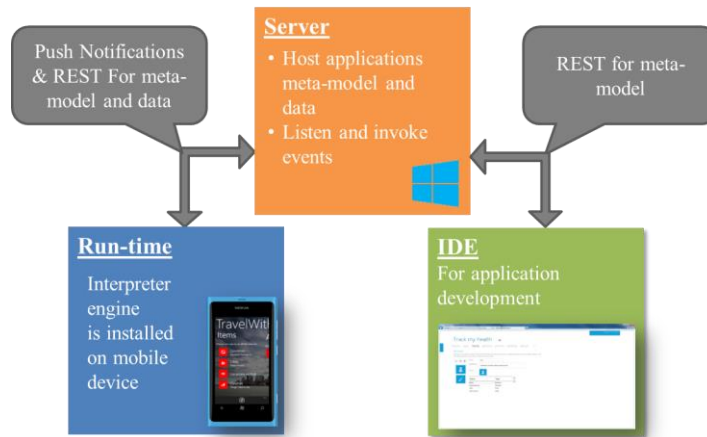 Server
• Host applications
meta-model and
data
• Listen and invoke
events
Push Notifications
& REST For meta-
model and data
REST for meta-
model
Run-time
Interpreter
engine
is installed
on mobile
device
TravelWith
Items
IDE
For application
development
Track my health